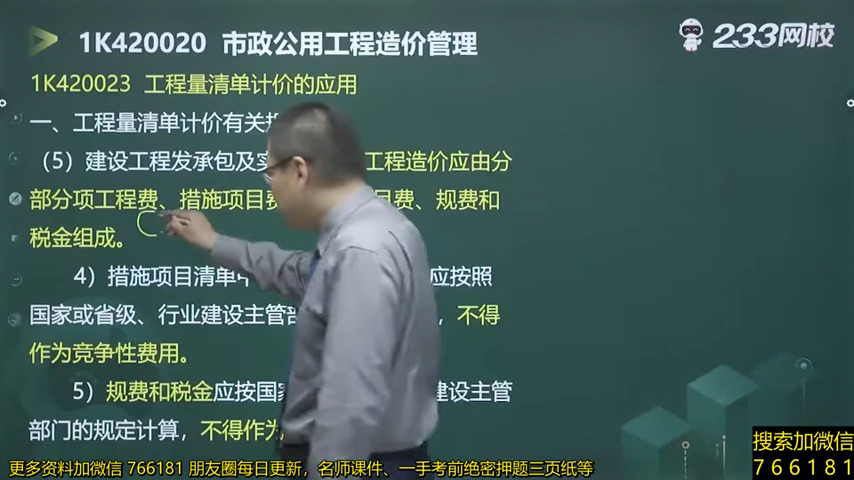 1K420020 市政公用工程造价管理
233网校
1K420023 工程量清单计价的应用
一、工程量清单计价有关
（5）建设工程发承包及 工程造价应由分
部分项工程费、措施项目费 目费、规费和
税金组成。
4）措施项目清单中 应按照
国家或省级、行业建设主管部 ，不得
作为竞争性费用。
5）规费和税金应按国家 建设主管
部门的规定计算，不得作为
搜索加微信
766181
更多资料加微信 766181 朋友圈每日更新，名师课件、一手考前绝密押题三页纸等